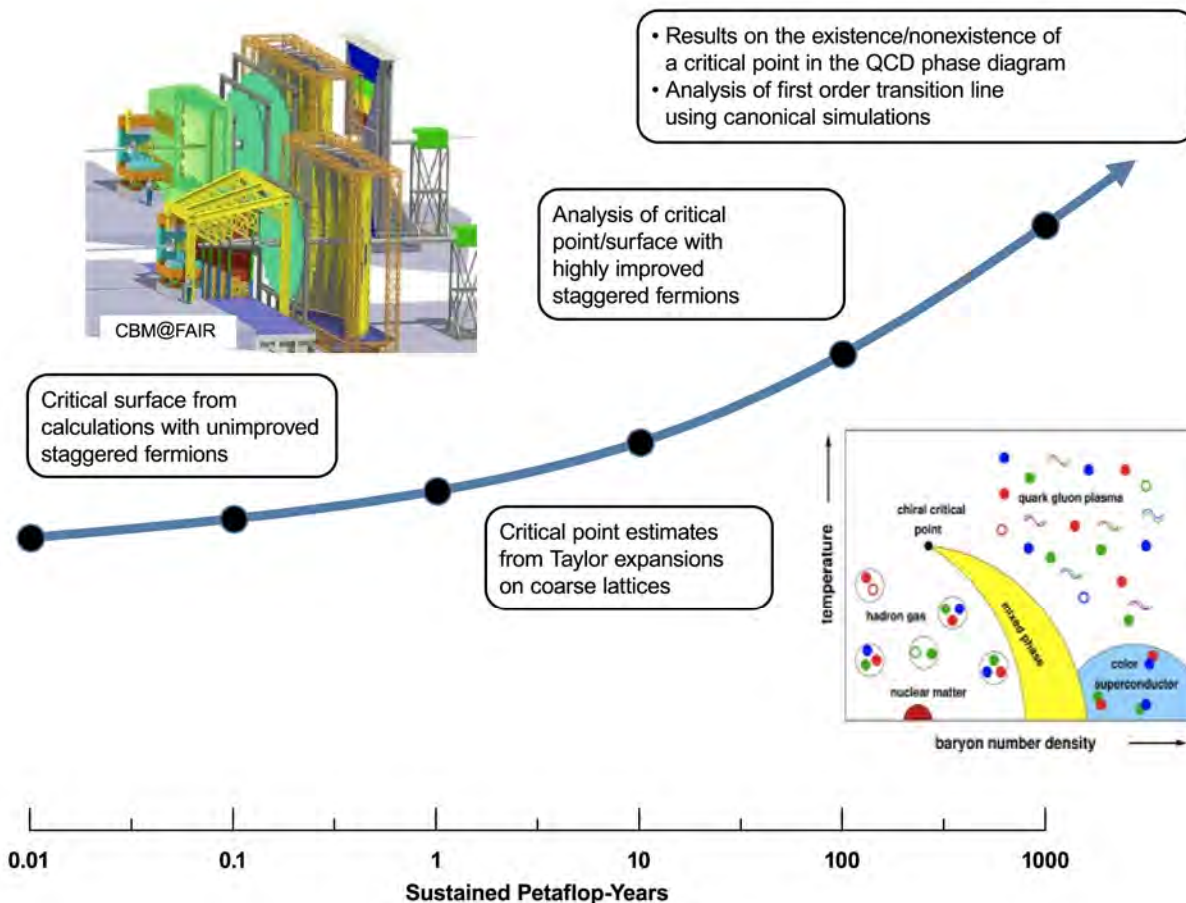 • Results on the existence/nonexistence of
a critical point in the QCD phase diagram
• Analysis of first order transition line
using canonical simulations
Analysis of critical
point/surface with
highly improved
staggered fermions
CBM@FAIR
Critical surface from
calculations with unimproved
staggered fermions
Critical point estimates
from Taylor expansions
on coarse lattices
temperature
quark gluon plasma
chiral critical
point
hadron gas
mixed phase
color
superconductor
nuclear matter
baryon number density
0.01 0.1 1 10 100 1000
Sustained Petaflop-Years